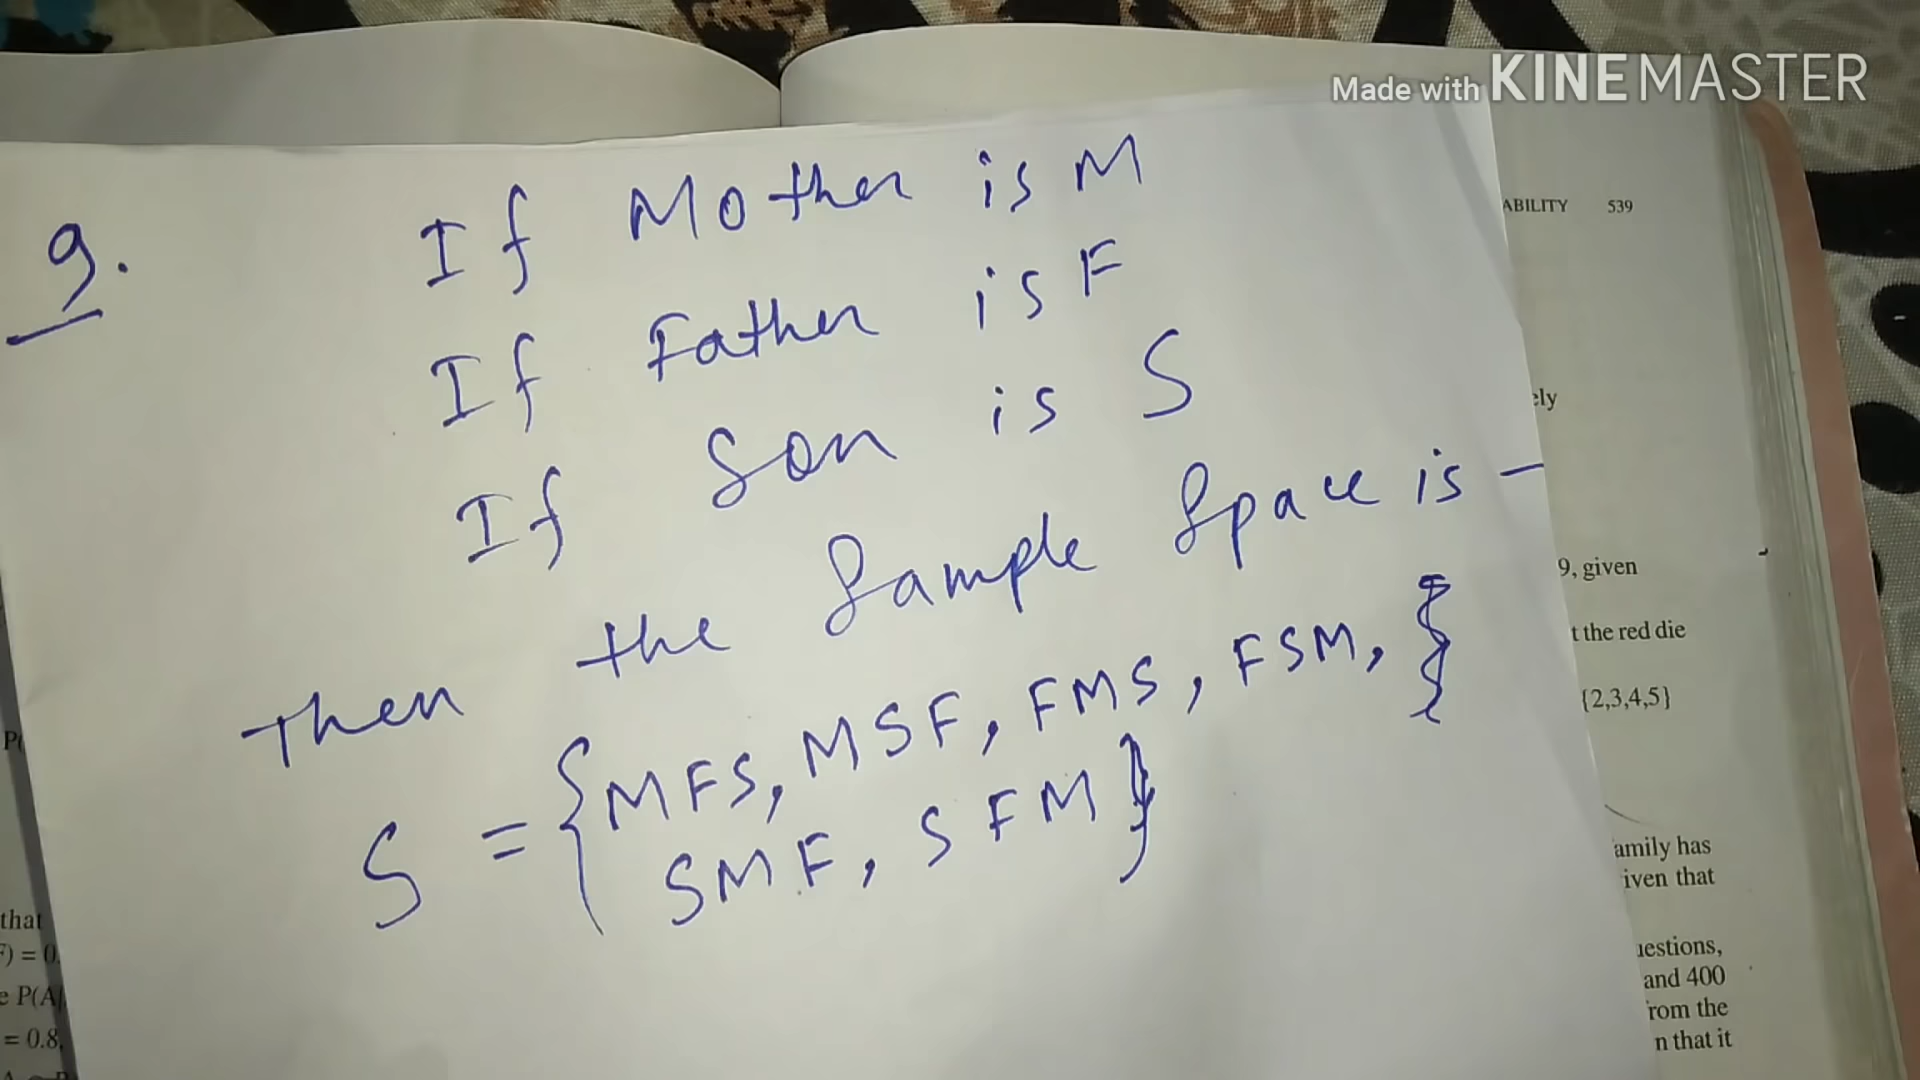 Made with KINEMASTER
ABILITY 539
9. If Mother is M
If Father is F
If Son is S
then the Sample Space is –
S = {MFS, MSF, FMS, FSM, }
SMF, SFM}
9, given
t the red die
{2,3,4,5}
amily has
iven that
and 400
rom the
n that it
that
= 0.8,